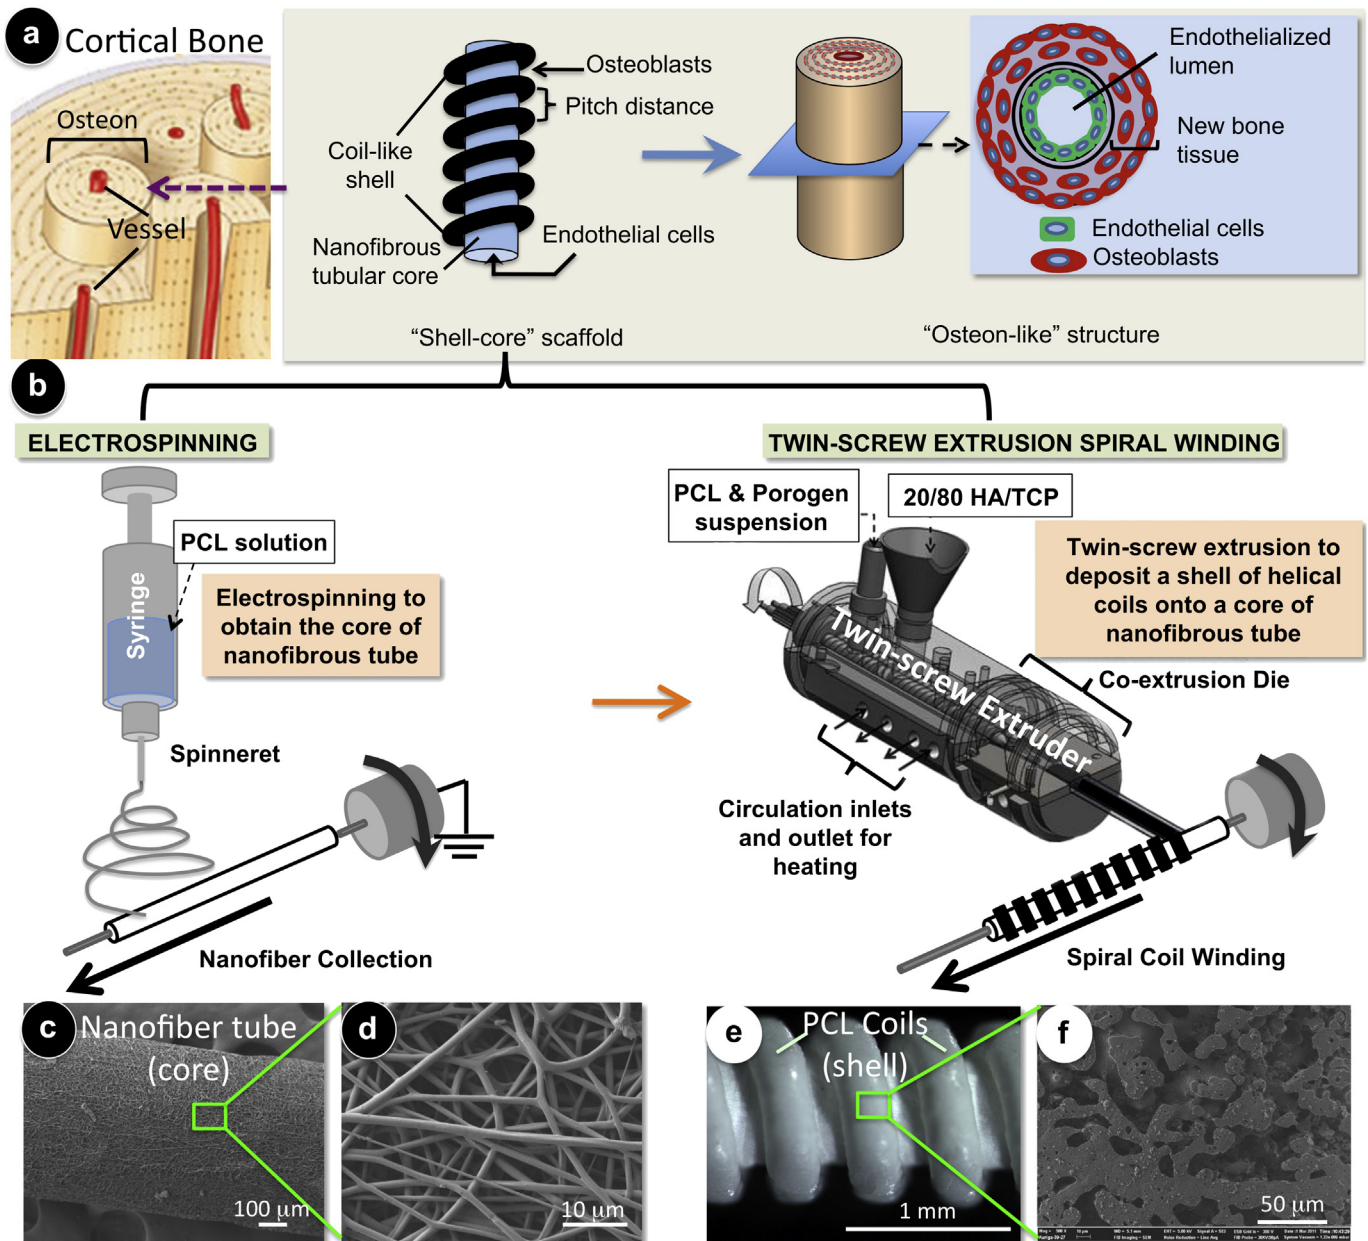 a
Cortical Bone
Osteon
Vessel
Osteoblasts
Pitch distance
Coil-like
shell
Nanofibrous
tubular core
Endothelial cells
“Shell-core” scaffold
Endothelialized
lumen
New bone
tissue
Endothelial cells
Osteoblasts
“Osteon-like” structure
b
ELECTROSPINNING
PCL solution
Syringe
Electrospinning to
obtain the core of
nanofibrous tube
Spinneret
Nanofiber Collection
TWIN-SCREW EXTRUSION SPIRAL WINDING
PCL & Porogen
suspension
20/80 HA/TCP
Twin-screw extrusion to
deposit a shell of helical
coils onto a core of
nanofibrous tube
Twin-screw Extruder
Co-extrusion Die
Circulation inlets
and outlet for
heating
Spiral Coil Winding
c
Nanofiber tube
(core)
100 μm
d
10 μm
e
PCL Coils
(shell)
1 mm
f
50 μm